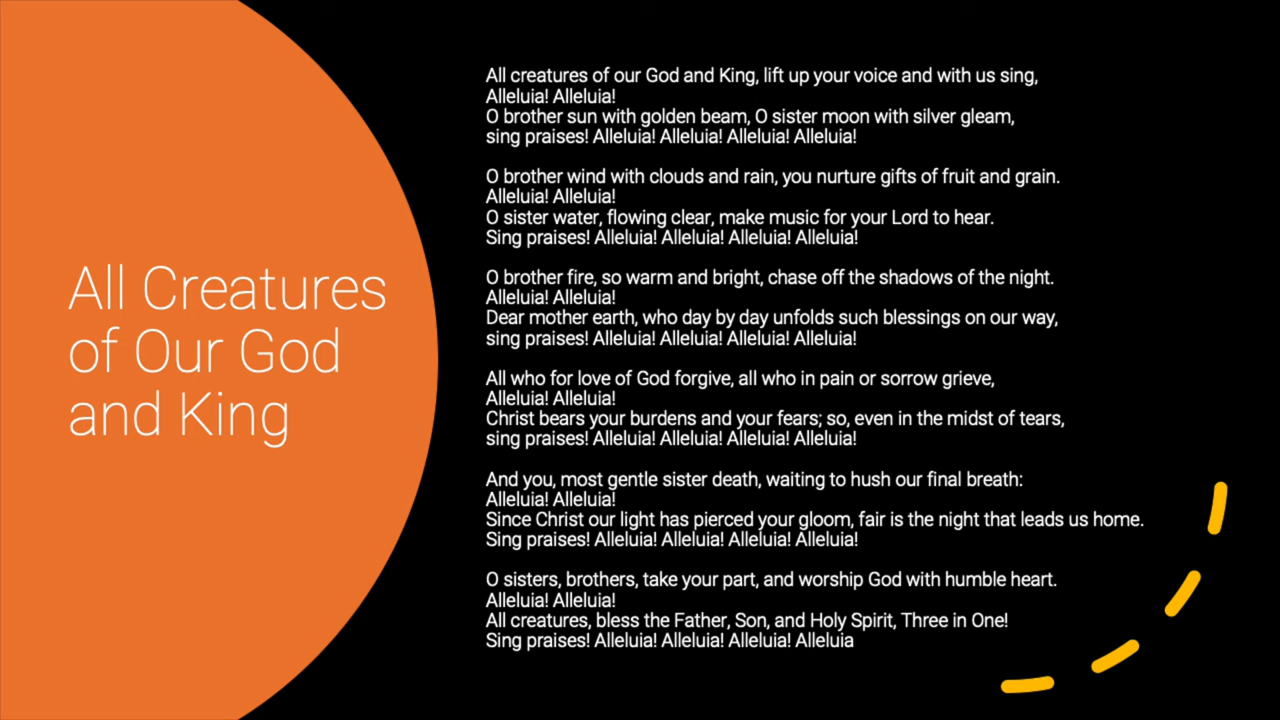 All Creatures
of Our God
and King
All creatures of our God and King, lift up your voice and with us sing,
Alleluia! Alleluia!
O brother sun with golden beam, O sister moon with silver gleam,
sing praises! Alleluia! Alleluia! Alleluia! Alleluia!
O brother wind with clouds and rain, you nurture gifts of fruit and grain.
Alleluia! Alleluia!
O sister water, flowing clear, make music for your Lord to hear.
Sing praises! Alleluia! Alleluia! Alleluia! Alleluia!
O brother fire, so warm and bright, chase off the shadows of the night.
Alleluia! Alleluia!
Dear mother earth, who day by day unfolds such blessings on our way,
sing praises! Alleluia! Alleluia! Alleluia! Alleluia!
All who for love of God forgive, all who in pain or sorrow grieve,
Alleluia! Alleluia!
Christ bears your burdens and your fears; so, even in the midst of tears,
sing praises! Alleluia! Alleluia! Alleluia! Alleluia!
And you, most gentle sister death, waiting to hush our final breath:
Alleluia! Alleluia!
Since Christ our light has pierced your gloom, fair is the night that leads us home.
Sing praises! Alleluia! Alleluia! Alleluia! Alleluia!
O sisters, brothers, take your part, and worship God with humble heart.
Alleluia! Alleluia!
All creatures, bless the Father, Son, and Holy Spirit, Three in One!
Sing praises! Alleluia! Alleluia! Alleluia! Alleluia